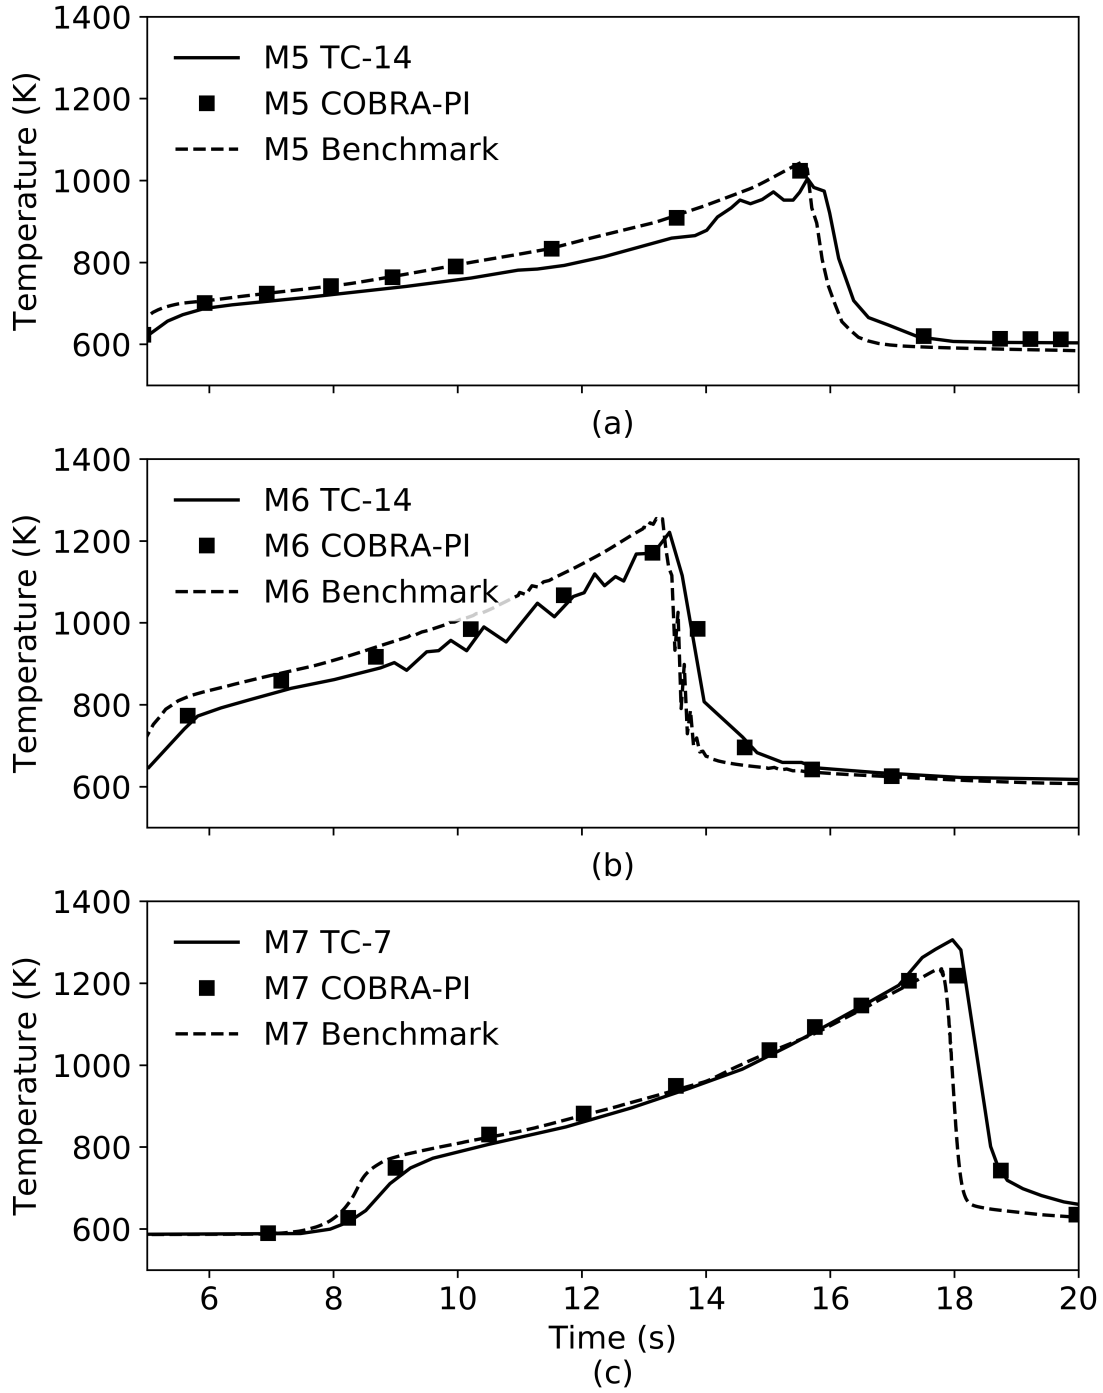 1400
1200
1000
800
600
Temperature (K)
M5 TC-14
M5 COBRA-PI
M5 Benchmark
(a)
1400
1200
1000
800
600
Temperature (K)
M6 TC-14
M6 COBRA-PI
M6 Benchmark
(b)
1400
1200
1000
800
600
Temperature (K)
M7 TC-7
M7 COBRA-PI
M7 Benchmark
6 8 10 12 14 16 18 20
Time (s)
(c)